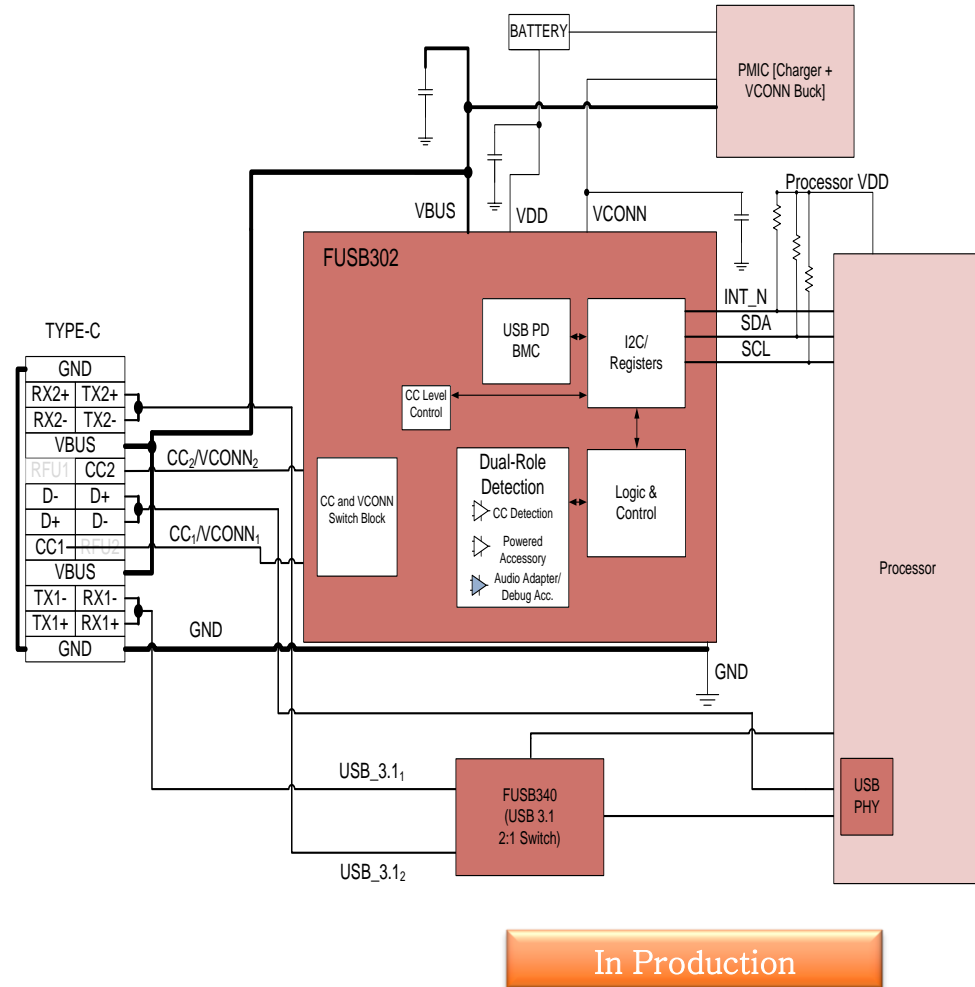 BATTERY
PMIC [Charger +
VCONN Buck]
Processor VDD
VBUS
VDD
VCONN
FUSB302
INT_N
SDA
SCL
USB PD
BMC
I2C/
Registers
CC Level
Control
TYPE-C
GND
RX2+ TX2+
RX2- TX2-
VBUS
RFU1 CC2
D- D+
D+ D-
CC1 RFU2
VBUS
TX1- RX1-
TX1+ RX1+
GND
CC₂/VCONN₂
CC₁/VCONN₁
GND
CC and VCONN
Switch Block
Dual-Role
Detection
CC Detection
Powered
Accessory
Audio Adapter/
Debug Acc.
Logic &
Control
Processor
GND
USB_3.1₁
USB_3.1₂
FUSB340
(USB 3.1
2:1 Switch)
USB
PHY
In Production